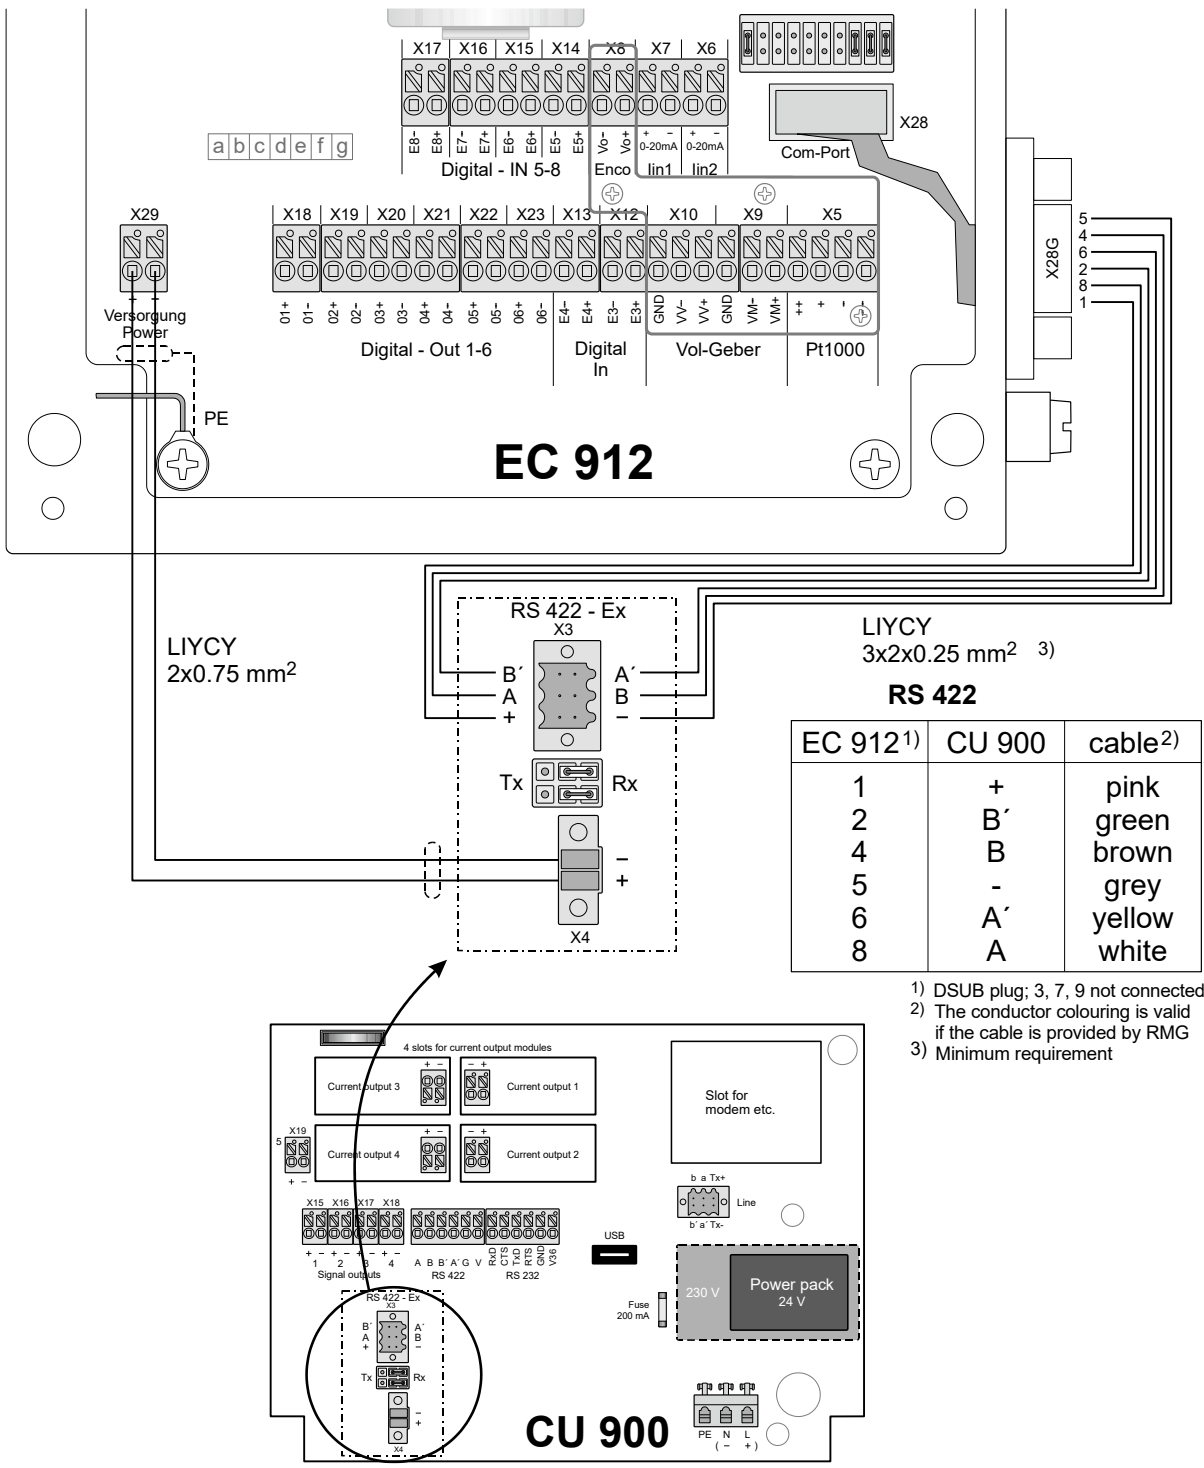 X17 X16 X15 X14 X8 X7 X6
E8- E8+ E7- E7+ E6- E6+ E5- E5+ Vo- Vo+ + − 0-20mA + − 0-20mA
Digital - IN 5-8 Enco Iin1 Iin2
X28
Com-Port
a b c d e f g
X29
+ −
Versorgung
Power
PE
X18 X19 X20 X21 X22 X23 X13 X12 X10 X9 X5
01+ 01- 02+ 02- 03+ 03- 04+ 04- 05+ 05- 06+ 06- E4- E4+ E3- E3+ GND VV- VV+ GND VM- VM+ ++ + - --
Digital - Out 1-6
Digital
In
Vol-Geber
Pt1000
X28G
5
4
6
2
8
1
EC 912
LIYCY
2x0.75 mm2
RS 422 - Ex
X3
B´ A´
A B
+ −
Tx Rx
−
+
X4
LIYCY
3x2x0.25 mm2 3)
RS 422
EC 912 1) CU 900 cable 2)
1 + pink
2 B´ green
4 B brown
5 - grey
6 A´ yellow
8 A white
1) DSUB plug; 3, 7, 9 not connected
2) The conductor colouring is valid
if the cable is provided by RMG
3) Minimum requirement
4 slots for current output modules
+ − − +
Current output 3 Current output 1
+ − − +
Current output 4 Current output 2
X19
5
+ −
Slot for
modem etc.
b a Tx+
Line
b´ a´ Tx-
X15 X16 X17 X18
+ − + − + − + −
1 2 3 4
Signal outputs
A B B´ A´ G V
RS 422
RxD CTS TxD RTS GND V36
RS 232
USB
Fuse
200 mA
230 V
Power pack
24 V
RS 422 - Ex
X3
B´ A´
A B
+ −
Tx Rx
−
+
X4
CU 900
PE N L
( − + )